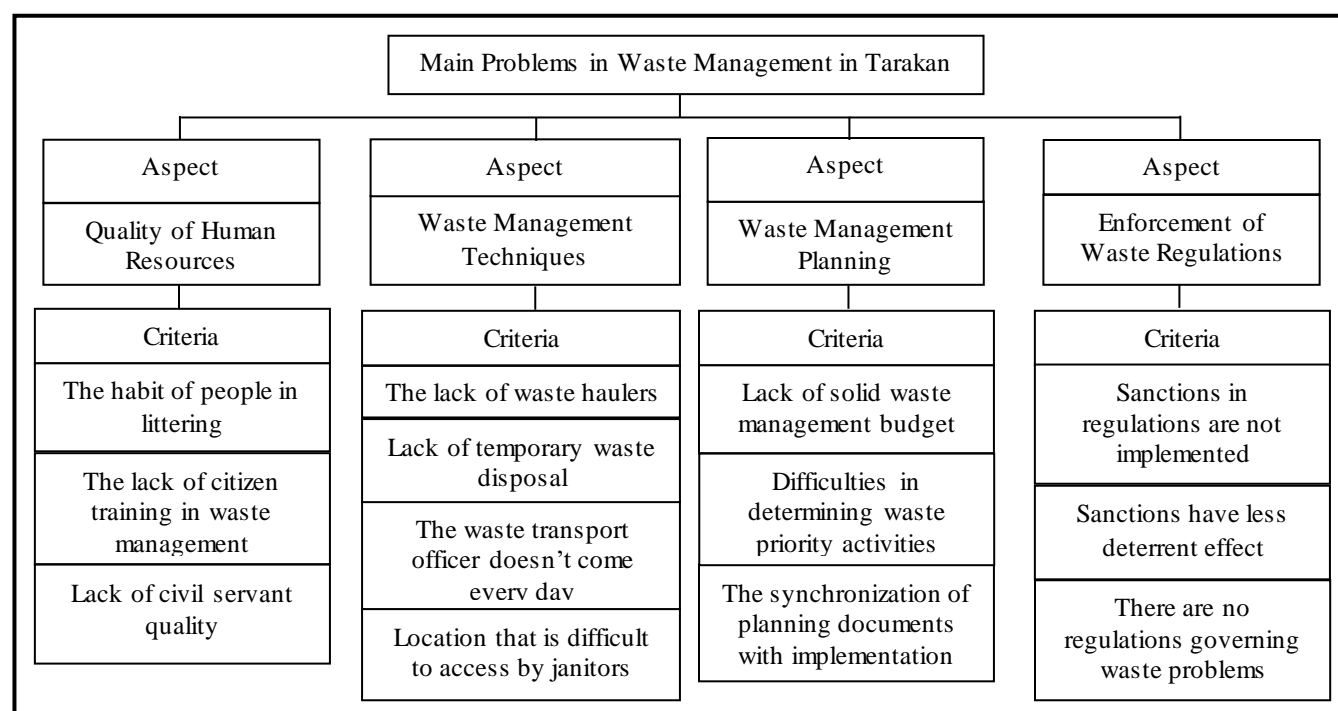 Main Problems in Waste Management in Tarakan
Aspect
Quality of Human
Resources
Criteria
The habit of people in
littering
The lack of citizen
training in waste
management
Lack of civil servant
quality
Aspect
Waste Management
Techniques
Criteria
The lack of waste haulers
Lack of temporary waste
disposal
The waste transport
officer doesn't come
every day
Location that is difficult
to access by janitors
Aspect
Waste Management
Planning
Criteria
Lack of solid waste
management budget
Difficulties in
determining waste
priority activities
The synchronization of
planning documents
with implementation
Aspect
Enforcement of
Waste Regulations
Criteria
Sanctions in
regulations are not
implemented
Sanctions have less
deterrent effect
There are no
regulations governing
waste problems